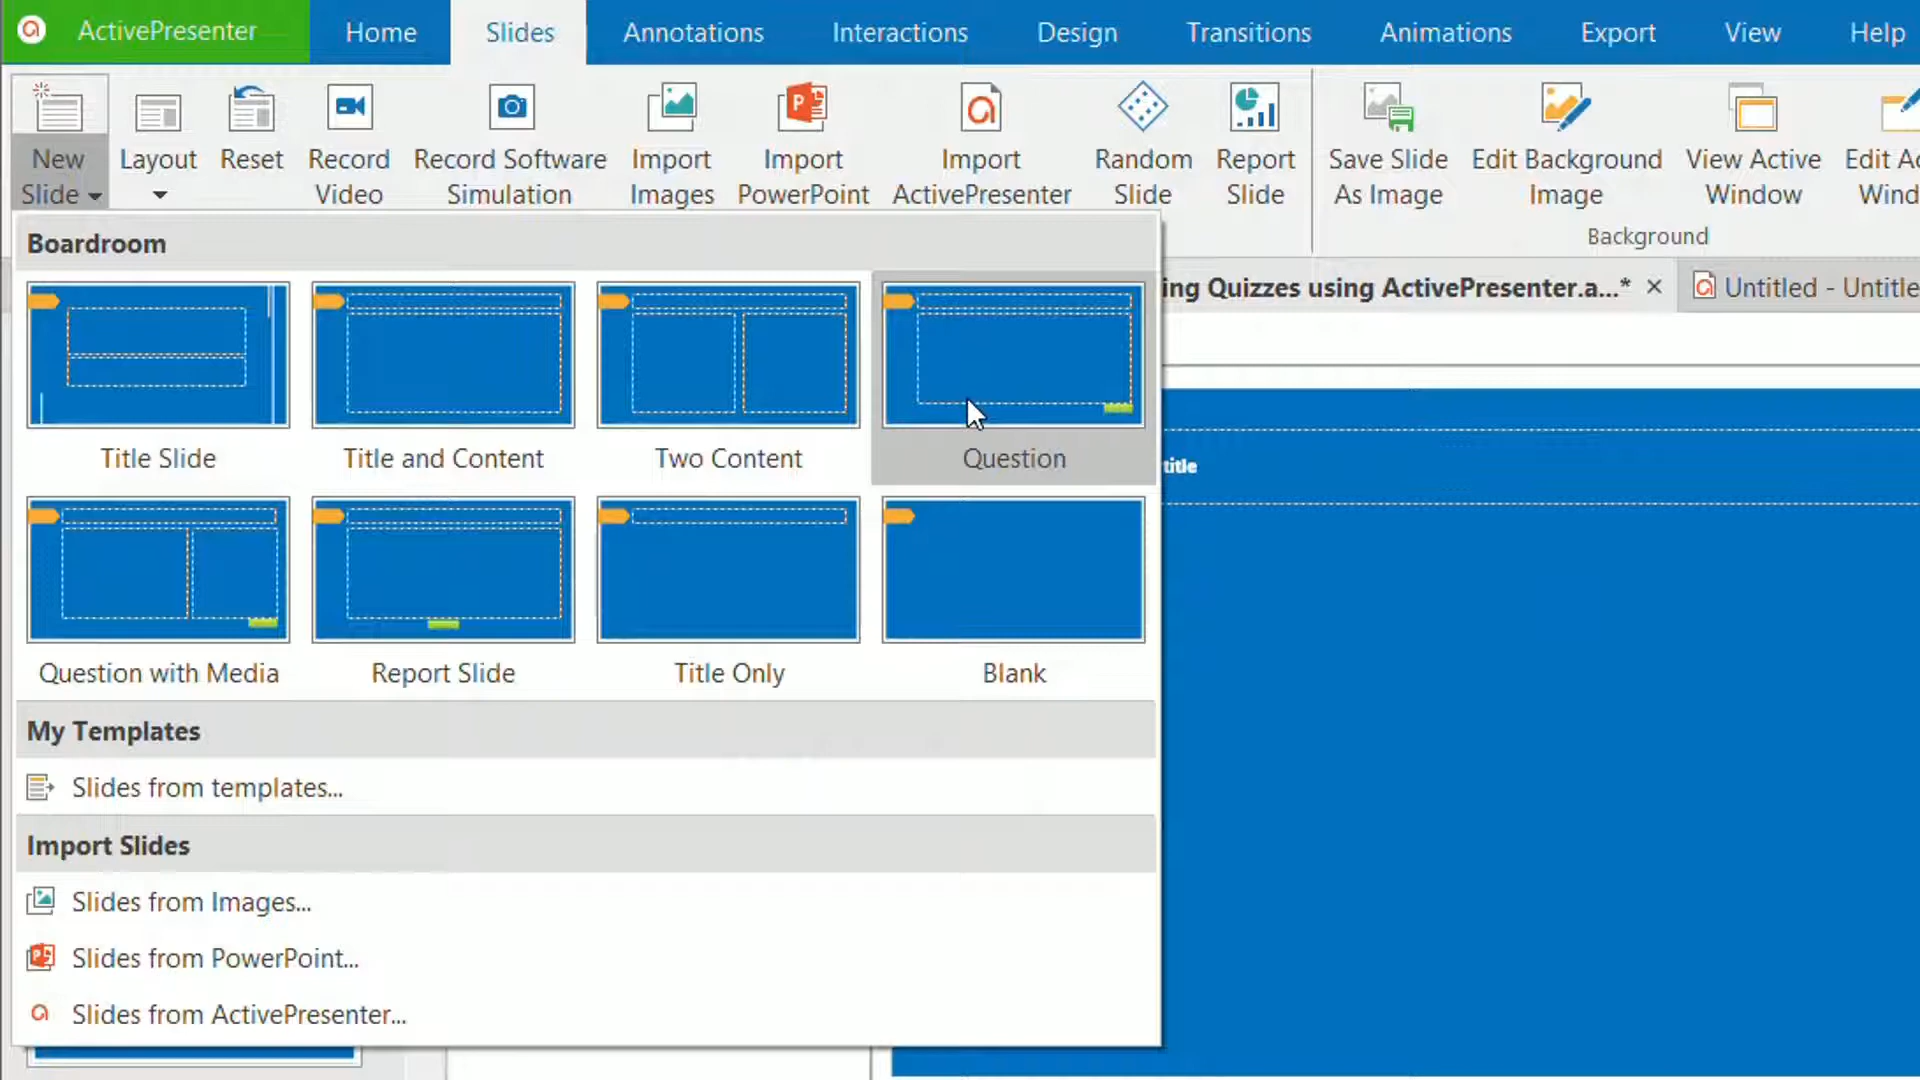 ActivePresenter
Home
Slides
Annotations
Interactions
Design
Transitions
Animations
Export
View
Help
New
Slide
Layout
Reset
Record
Video
Record Software
Simulation
Import
Images
Import
PowerPoint
Import
ActivePresenter
Random
Slide
Report
Slide
Save Slide
As Image
Edit Background
Image
View Active
Window
Edit Ac
Wind
Background
Boardroom
ing Quizzes using ActivePresenter.a...*
Untitled - Untitle
Title Slide
Title and Content
Two Content
Question
title
Question with Media
Report Slide
Title Only
Blank
My Templates
Slides from templates...
Import Slides
Slides from Images...
Slides from PowerPoint...
Slides from ActivePresenter...